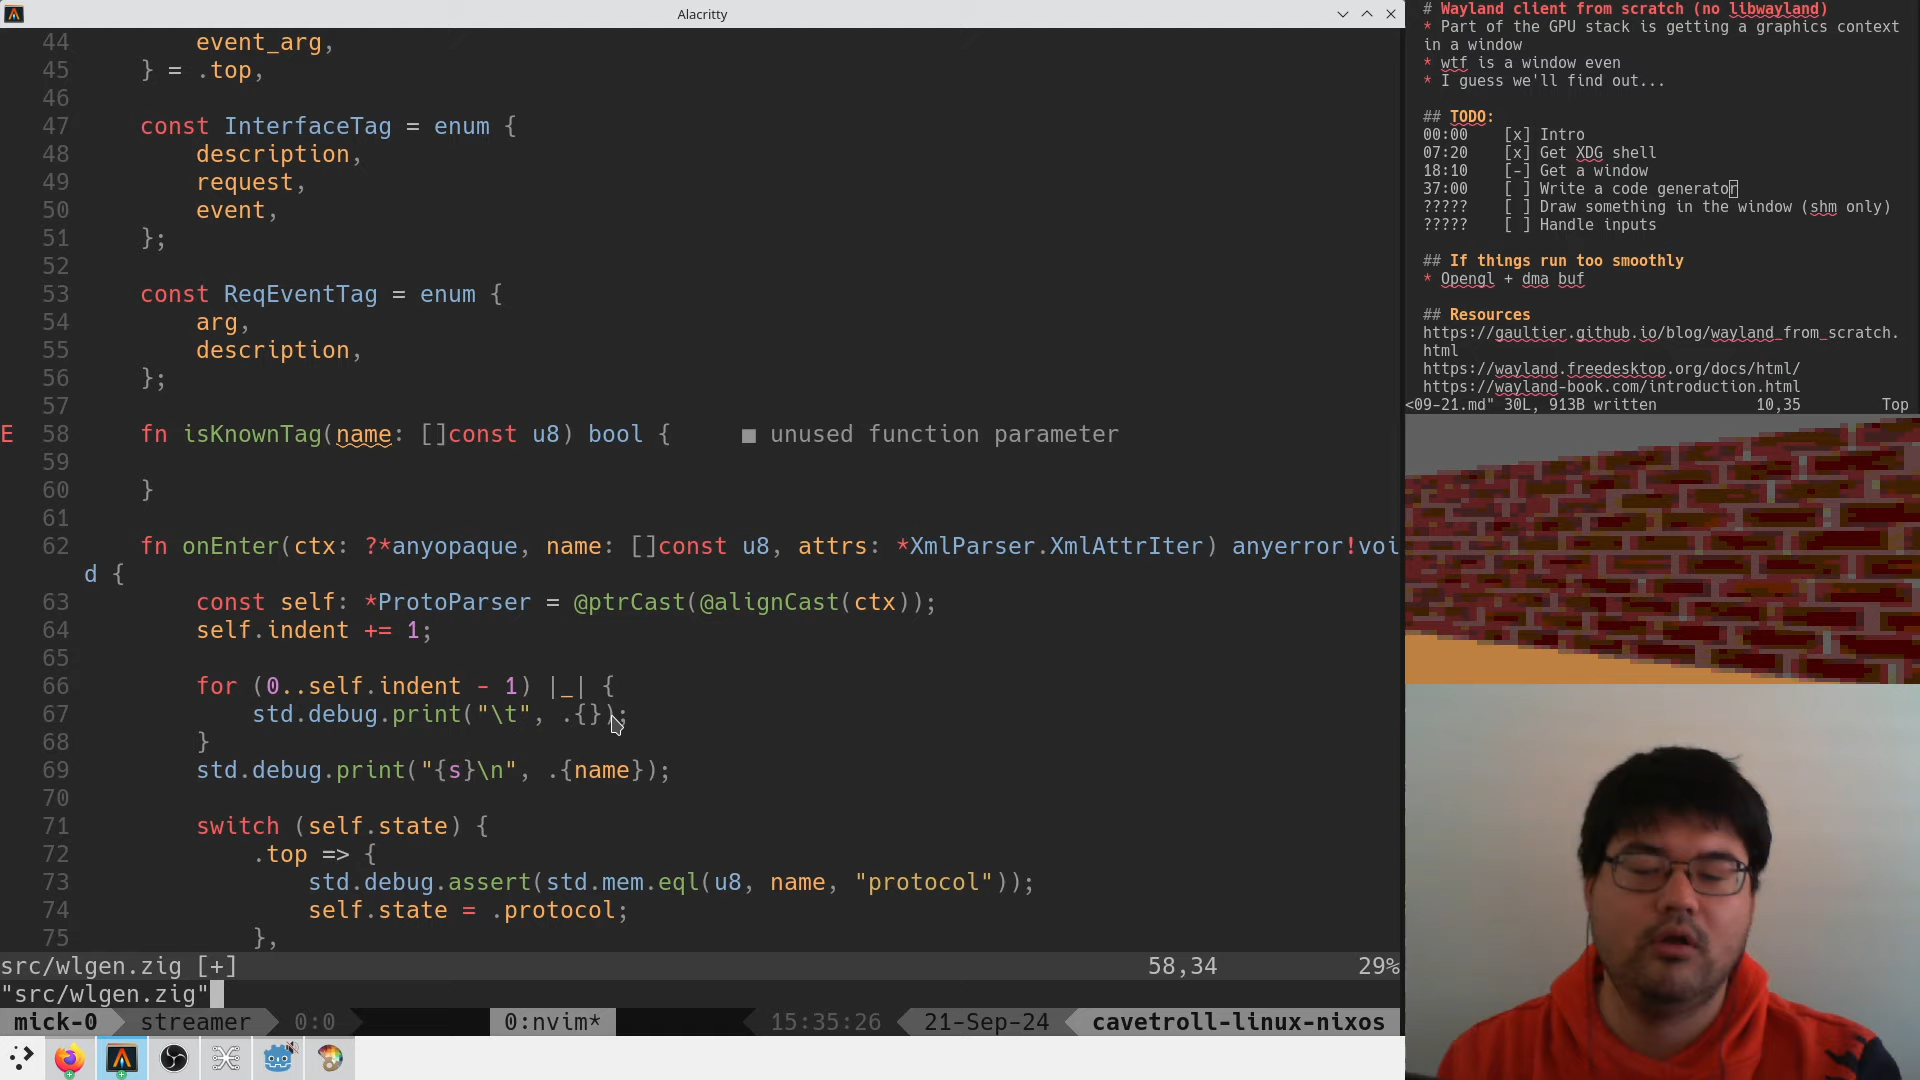 Alacritty
44 event_arg,
45 } = .top,
46
47 const InterfaceTag = enum {
48 description,
49 request,
50 event,
51 };
52
53 const ReqEventTag = enum {
54 arg,
55 description,
56 };
57
E 58 fn isKnownTag(name: []const u8) bool { ■ unused function parameter
59
60 }
61
62 fn onEnter(ctx: ?*anyopaque, name: []const u8, attrs: *XmlParser.XmlAttrIter) anyerror!voi
d {
63 const self: *ProtoParser = @ptrCast(@alignCast(ctx));
64 self.indent += 1;
65
66 for (0..self.indent - 1) |_| {
67 std.debug.print("\t", .{});
68 }
69 std.debug.print("{s}\n", .{name});
70
71 switch (self.state) {
72 .top => {
73 std.debug.assert(std.mem.eql(u8, name, "protocol"));
74 self.state = .protocol;
75 },
src/wlgen.zig [+] 58,34 29%
"src/wlgen.zig"
mick-0 streamer 0:0 0:nvim* 15:35:26 21-Sep-24 cavetroll-linux-nixos
# Wayland client from scratch (no libwayland)
* Part of the GPU stack is getting a graphics context
in a window
* wtf is a window even
* I guess we'll find out...
## TODO:
00:00 [x] Intro
07:20 [x] Get XDG shell
18:10 [-] Get a window
37:00 [ ] Write a code generator
????? [ ] Draw something in the window (shm only)
????? [ ] Handle inputs
## If things run too smoothly
* Opengl + dma buf
## Resources
https://gaultier.github.io/blog/wayland_from_scratch.
html
https://wayland.freedesktop.org/docs/html/
https://wayland-book.com/introduction.html
<09-21.md" 30L, 913B written 10,35 Top